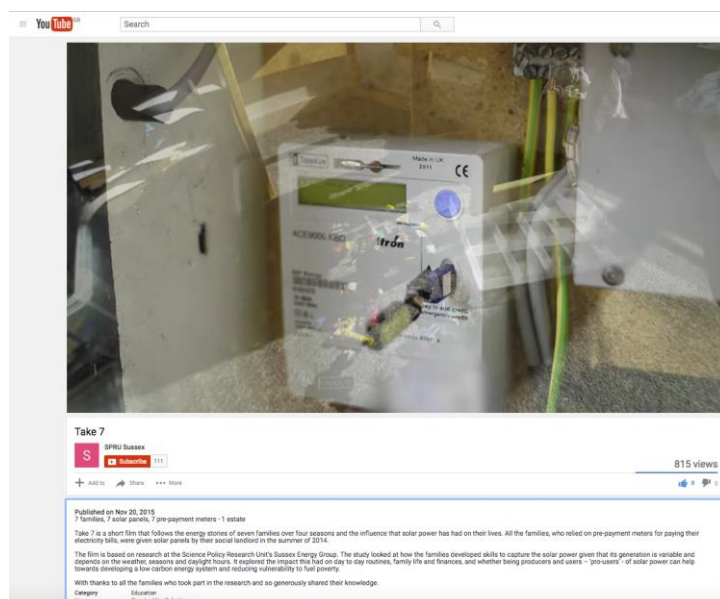 YouTube
Search
Made in UK
2011
CE
ACE9000 KBD
Itron
Take 7
S
SPRU Sussex
Subscribe 111
815 views
Add to Share More
Published on Nov 20, 2015
7 families, 7 solar panels, 7 pre-payment meters - 1 estate
Take 7 is a short film that follows the energy stories of seven families over four seasons and the influence that solar power has had on their lives. All the families, who relied on pre-payment meters for paying their
electricity bills, were given solar panels by their social landlord in the summer of 2014.
The film is based on research at the Science Policy Research Unit's Sussex Energy Group. The study looked at how the families developed skills to capture the solar power given that its generation is variable and
depends on the weather, seasons and daylight hours. It explored the impact this had on day to day routines, family life and finances, and whether being producers and users – 'pro-users' - of solar power can help
towards developing a low carbon energy system and reducing vulnerability to fuel poverty.
With thanks to all the families who took part in the research and so generously shared their knowledge.
Category Education